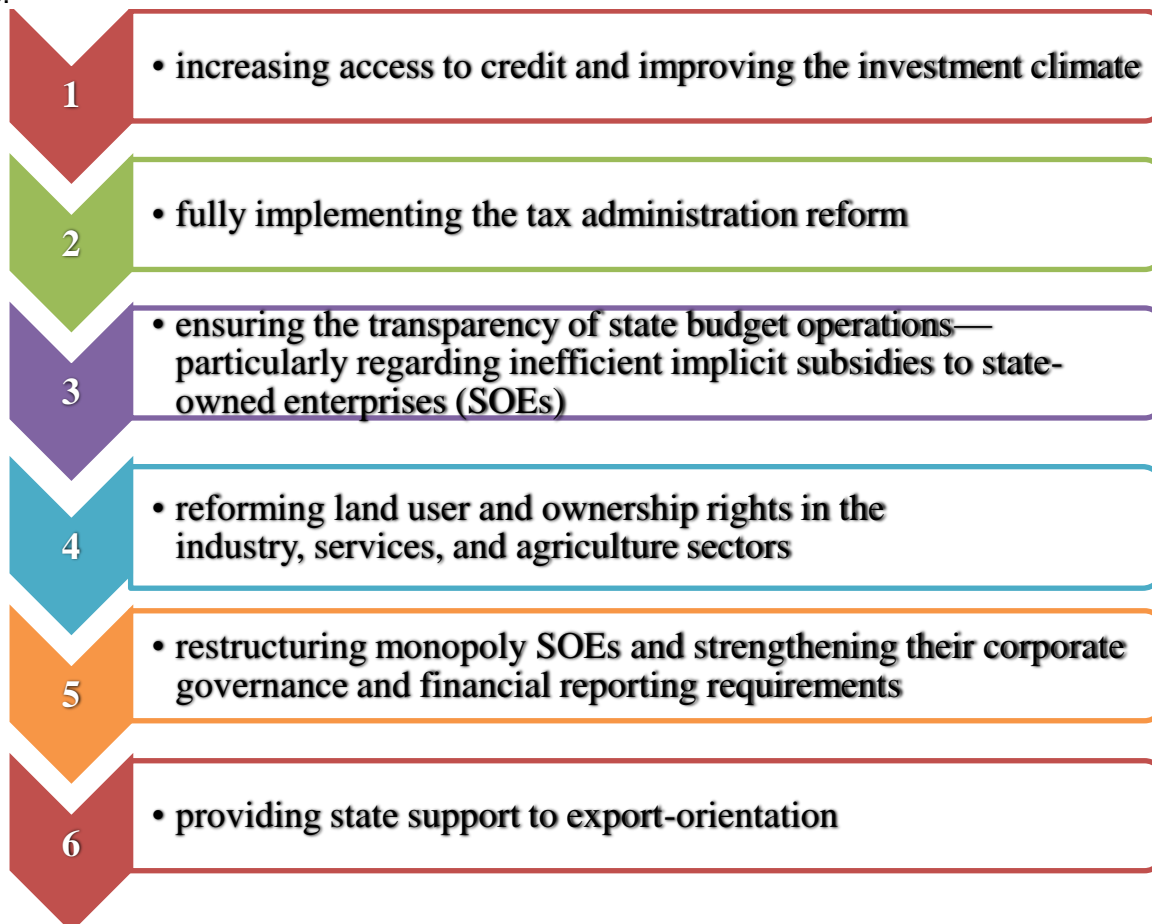 1
• increasing access to credit and improving the investment climate
2
• fully implementing the tax administration reform
3
• ensuring the transparency of state budget operations—
particularly regarding inefficient implicit subsidies to state-
owned enterprises (SOEs)
4
• reforming land user and ownership rights in the
industry, services, and agriculture sectors
5
• restructuring monopoly SOEs and strengthening their corporate
governance and financial reporting requirements
6
• providing state support to export-orientation